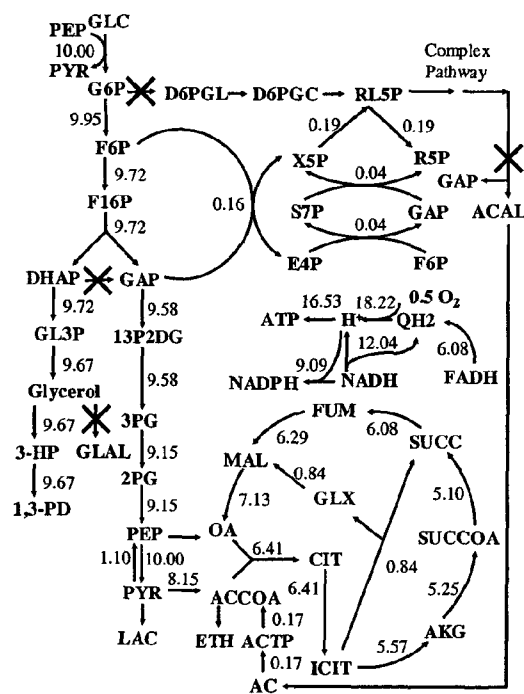 PEP GLC
Complex
Pathway
10.00
PYR
G6P D6PGL D6PGC RL5P
9.95 0.19 0.19
F6P X5P R5P
9.72 0.04 GAP
F16P 0.16 S7P GAP ACAL
9.72 0.04
DHAP GAP E4P F6P
9.72 9.58 16.53 18.22 0.5 O2
GL3P 13P2DG ATP H QH2
9.67 9.58 9.09 12.04 6.08
Glycerol NADPH NADH FADH
9.67 3PG FUM
3-HP GLAL 9.15 6.29 6.08 SUCC
9.67 2PG MAL 0.84
1,3-PD 9.15 7.13 GLX 5.10
PEP OA SUCCOA
1.10 10.00 6.41 CIT 0.84
PYR 8.15 ACCOA 6.41 5.25
0.17 AKG
LAC ETH ACTP 5.57
0.17 ICIT
AC